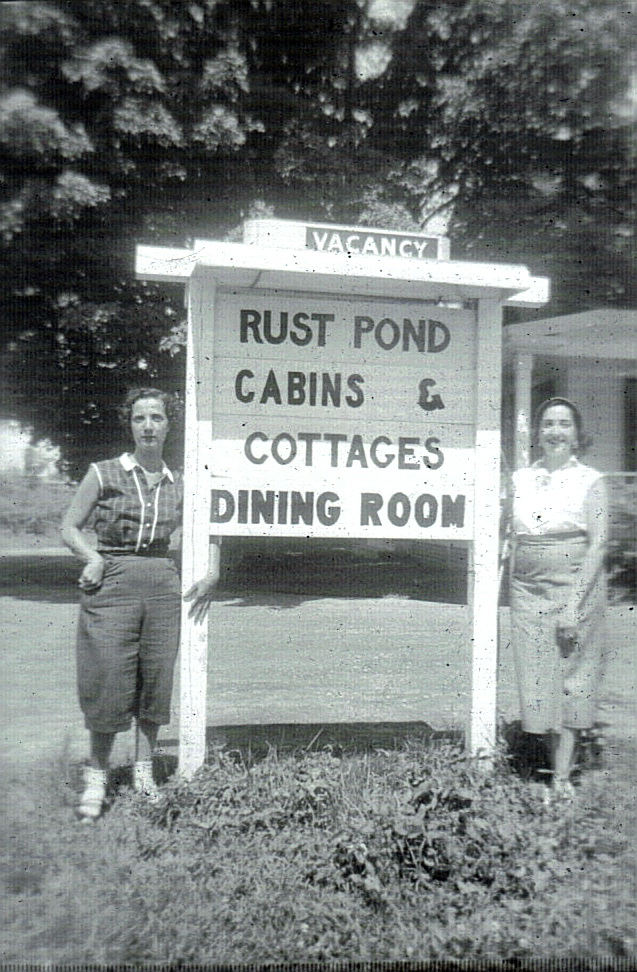 VACANCY
RUST POND
CABINS &
COTTAGES
DINING ROOM